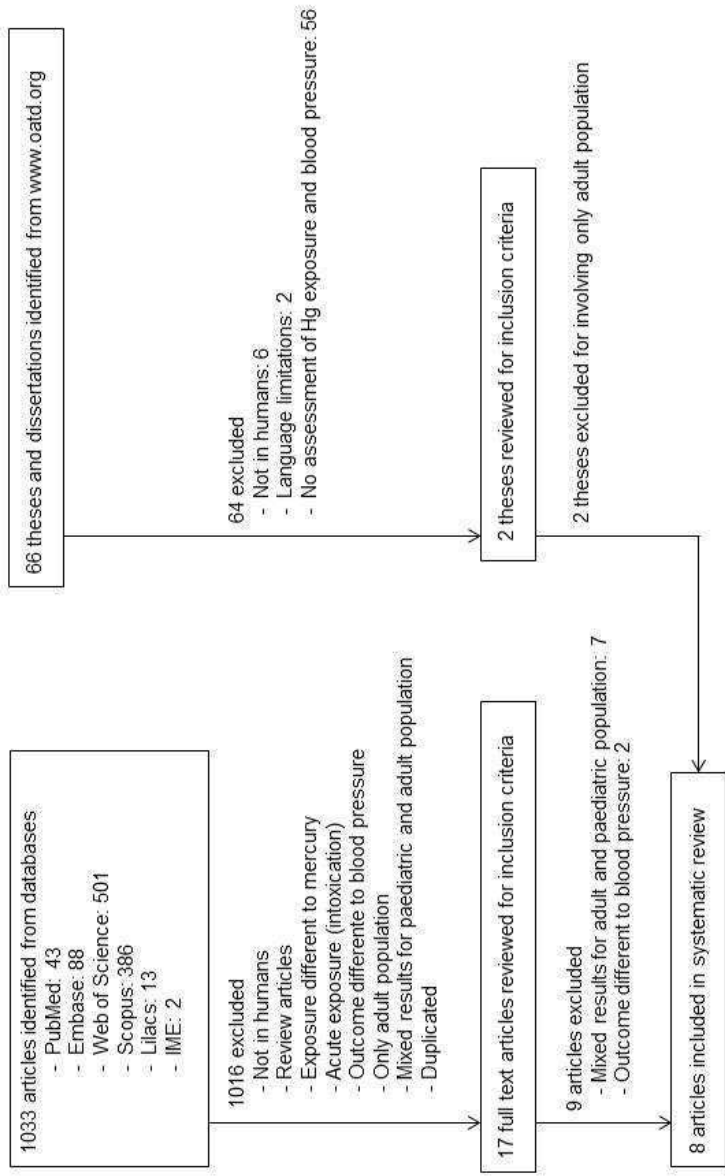 1033 articles identified from databases
- PubMed: 43
- Embase: 88
- Web of Science: 501
- Scopus: 386
- Lilacs: 13
- IME: 2
1016 excluded
- Not in humans
- Review articles
- Exposure different to mercury
- Acute exposure (intoxication)
- Outcome differente to blood pressure
- Only adult population
- Mixed results for paediatric and adult population
- Duplicated
17 full text articles reviewed for inclusion criteria
9 articles excluded
- Mixed results for adult and paediatric population: 7
- Outcome different to blood pressure: 2
8 articles included in systematic review
66 theses and dissertations identified from www.oatd.org
64 excluded
- Not in humans: 6
- Language limitations: 2
- No assessment of Hg exposure and blood pressure: 56
2 theses reviewed for inclusion criteria
2 theses excluded for involving only adult population